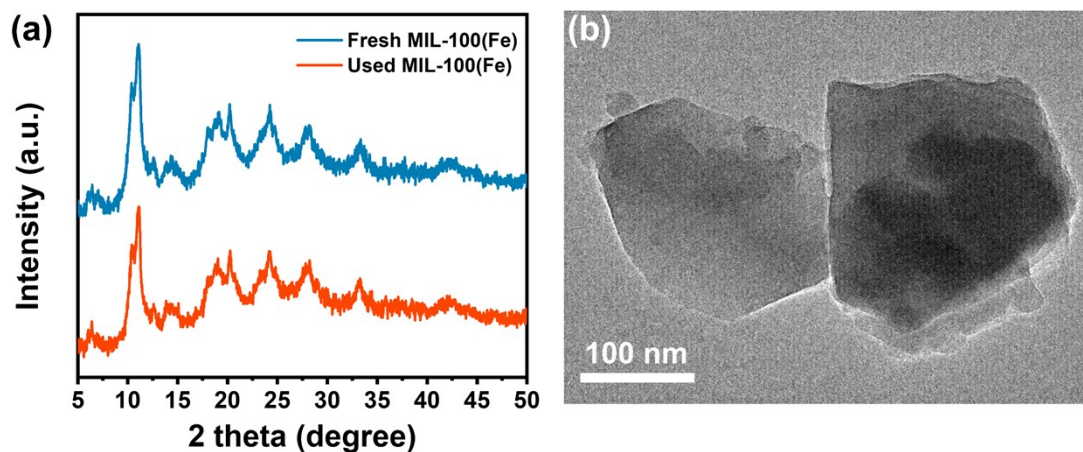 (a)
Fresh MIL-100(Fe)
Used MIL-100(Fe)
Intensity (a.u.)
5 10 15 20 25 30 35 40 45 50
2 theta (degree)
(b)
100 nm